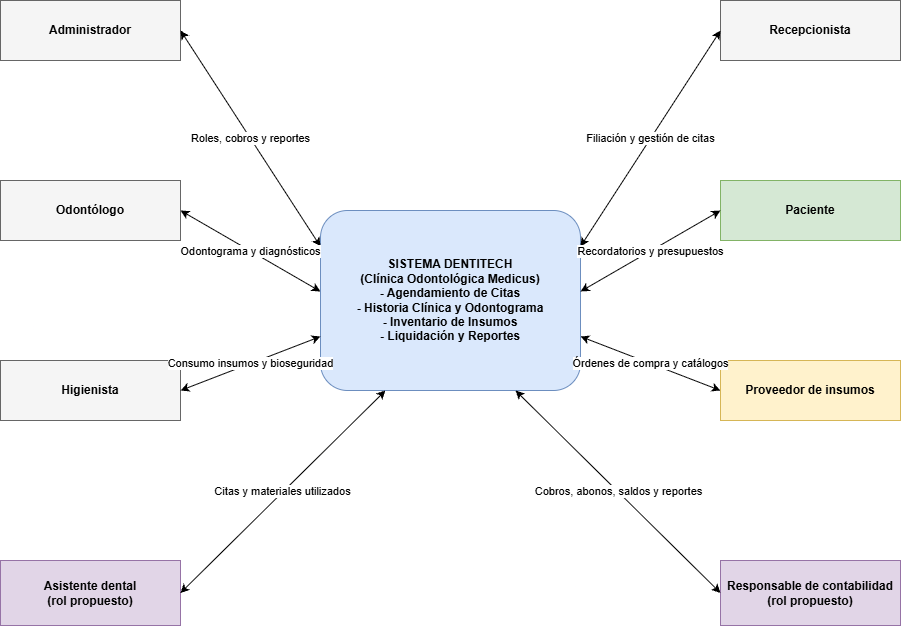 Administrador
Recepcionista
Roles, cobros y reportes
Filiación y gestión de citas
Odontólogo
Paciente
Odontograma y diagnósticos
Recordatorios y presupuestos
SISTEMA DENTITECH
(Clínica Odontológica Medicus)
- Agendamiento de Citas
- Historia Clínica y Odontograma
- Inventario de Insumos
- Liquidación y Reportes
Consumo insumos y bioseguridad
Órdenes de compra y catálogos
Higienista
Proveedor de insumos
Citas y materiales utilizados
Cobros, abonos, saldos y reportes
Asistente dental
(rol propuesto)
Responsable de contabilidad
(rol propuesto)